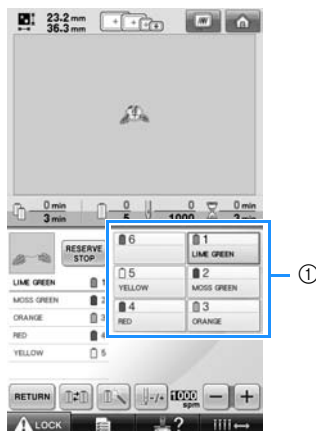 23.2 mm
36.3 mm
0 min
3 min
0
5
0
1000
0 min
3 min
RESERVE
STOP
6
1
LIME GREEN
5
YELLOW
2
MOSS GREEN
4
RED
3
ORANGE
①
LIME GREEN 1
MOSS GREEN 2
ORANGE 3
RED 4
YELLOW 5
RETURN
-/+
1000
spm
- +
LOCK
?